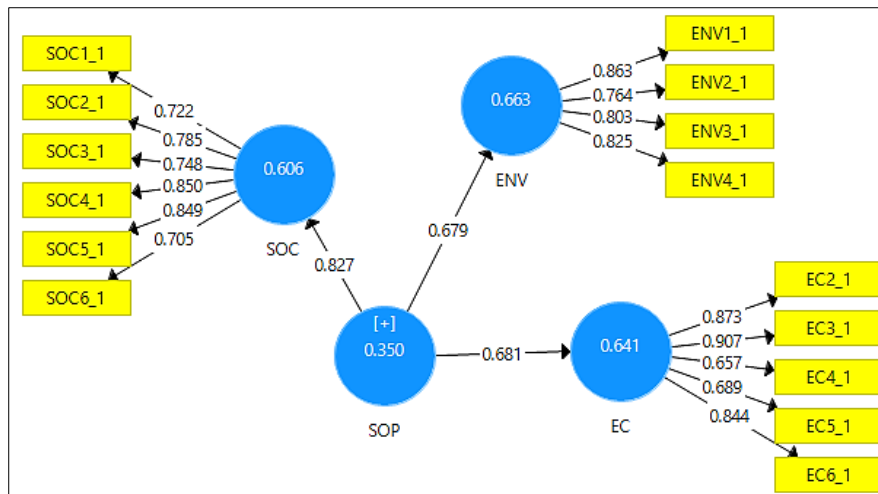 SOC1_1
SOC2_1
SOC3_1
SOC4_1
SOC5_1
SOC6_1
0.722
0.785
0.748
0.850
0.849
0.705
0.606
SOC
0.827
ENV1_1
ENV2_1
ENV3_1
ENV4_1
0.863
0.764
0.803
0.825
0.663
ENV
0.679
[+]
0.350
SOP
0.681
0.641
EC
0.873
0.907
0.657
0.689
0.844
EC2_1
EC3_1
EC4_1
EC5_1
EC6_1